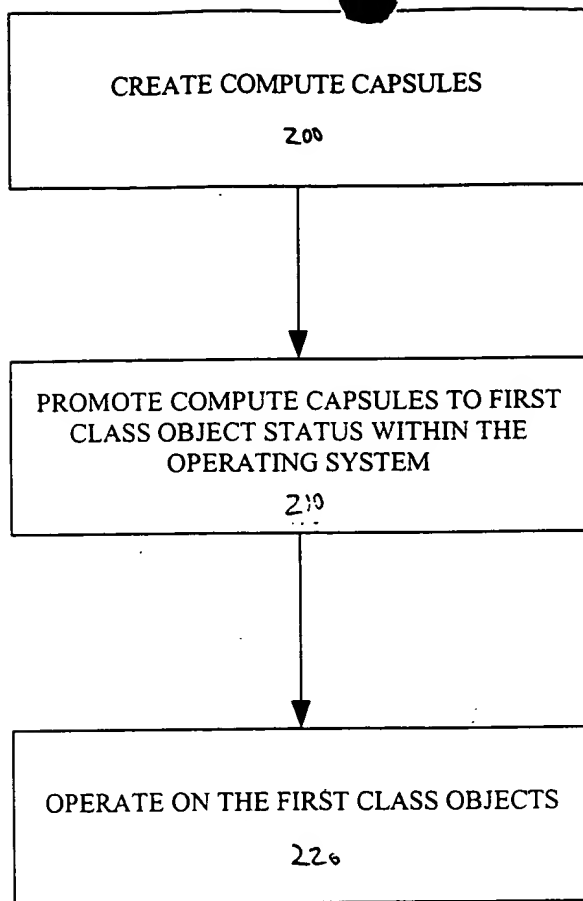 CREATE COMPUTE CAPSULES
200
PROMOTE COMPUTE CAPSULES TO FIRST
CLASS OBJECT STATUS WITHIN THE
OPERATING SYSTEM
210
OPERATE ON THE FIRST CLASS OBJECTS
220